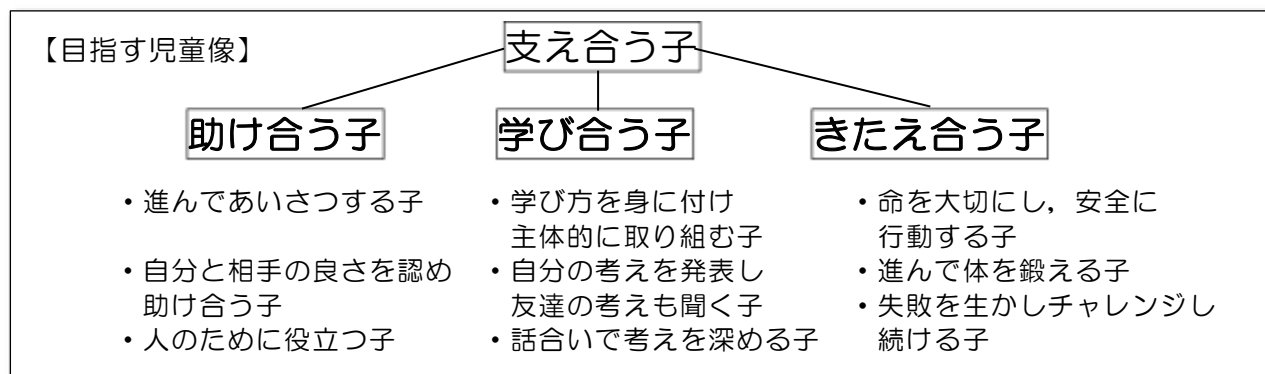 【目指す児童像】
支え合う子
助け合う子
・進んであいさつする子
・自分と相手の良さを認め
助け合う子
・人のために役立つ子
学び合う子
・学び方を身に付け
主体的に取り組む子
・自分の考えを発表し
友達の考えも聞く子
・話合いで考えを深める子
きたえ合う子
・命を大切にし，安全に
行動する子
・進んで体を鍛える子
・失敗を生かしチャレンジし
続ける子